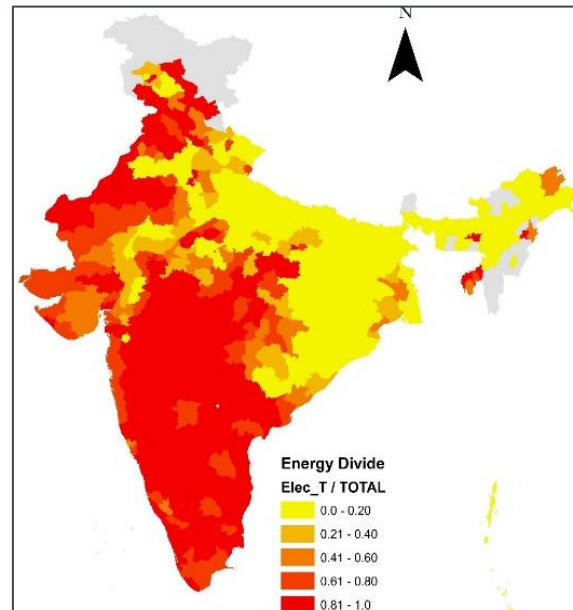 N
Energy Divide
Elec_T / TOTAL
0.0 - 0.20
0.21 - 0.40
0.41 - 0.60
0.61 - 0.80
0.81 - 1.0